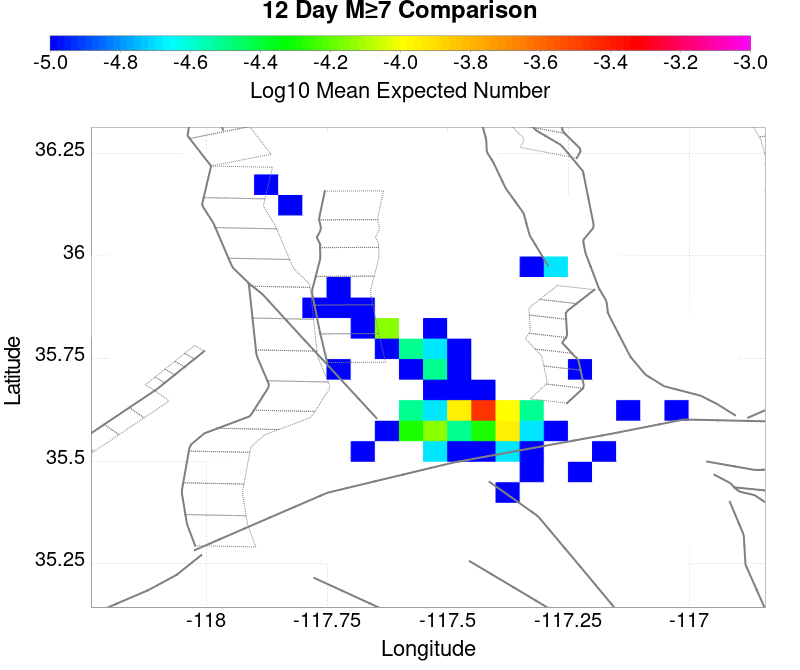 12 Day M≥7 Comparison
-5.0 -4.8 -4.6 -4.4 -4.2 -4.0 -3.8 -3.6 -3.4 -3.2 -3.0
Log10 Mean Expected Number
36.25
36
35.75
35.5
35.25
Latitude
-118 -117.75 -117.5 -117.25 -117
Longitude